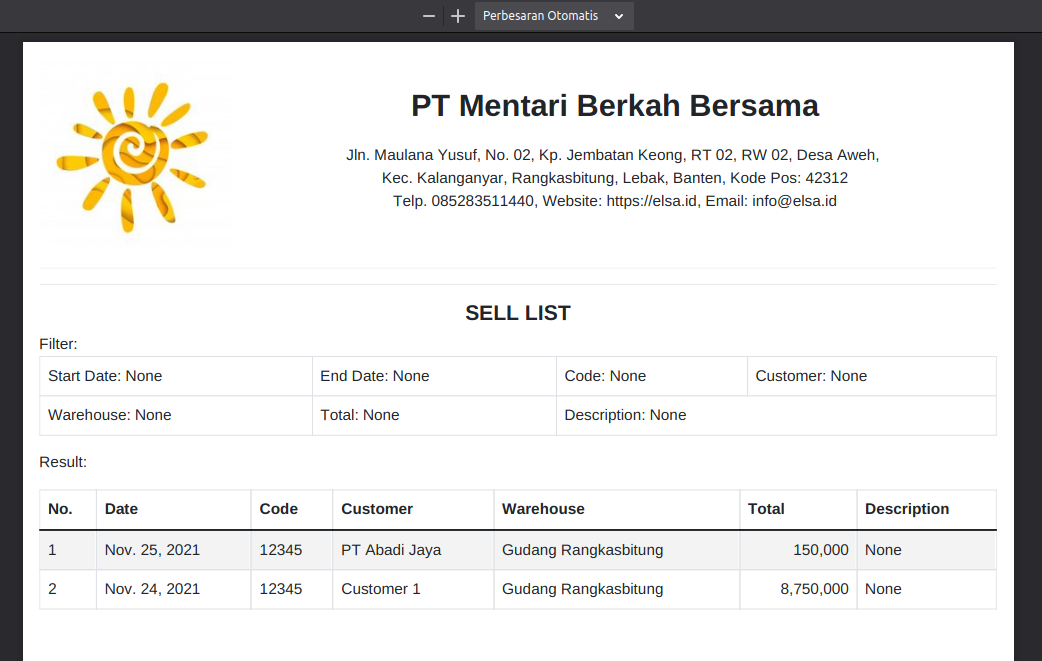 Perbesaran Otomatis
PT Mentari Berkah Bersama
Jln. Maulana Yusuf, No. 02, Kp. Jembatan Keong, RT 02, RW 02, Desa Aweh,
Kec. Kalanganyar, Rangkasbitung, Lebak, Banten, Kode Pos: 42312
Telp. 085283511440, Website: https://elsa.id, Email: info@elsa.id
SELL LIST
Filter:
Start Date: None End Date: None Code: None Customer: None
Warehouse: None Total: None Description: None
Result:
No. Date Code Customer Warehouse Total Description
1 Nov. 25, 2021 12345 PT Abadi Jaya Gudang Rangkasbitung 150,000 None
2 Nov. 24, 2021 12345 Customer 1 Gudang Rangkasbitung 8,750,000 None